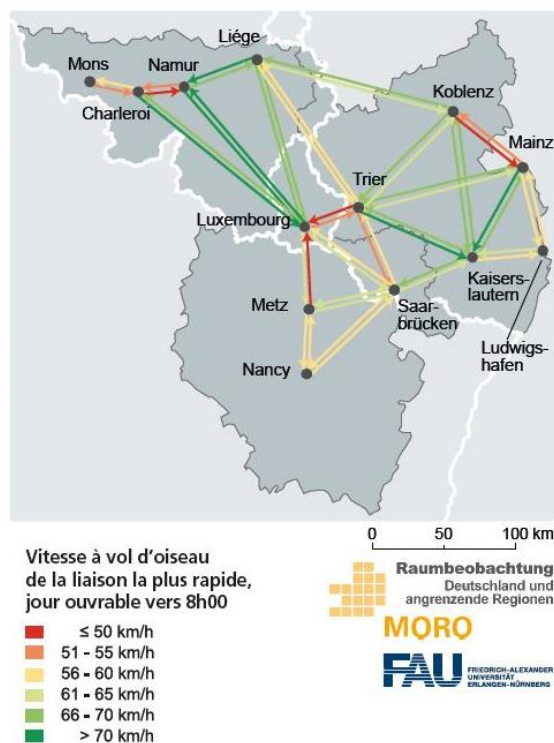 Liége
Mons
Namur
Charleroi
Koblenz
Mainz
Trier
Luxembourg
Metz
Nancy
Saar-
brücken
Kaisers-
lautern
Ludwigs-
hafen
0 50 100 km
Vitesse à vol d'oiseau
de la liaison la plus rapide,
jour ouvrable vers 8h00
≤ 50 km/h
51 - 55 km/h
56 - 60 km/h
61 - 65 km/h
66 - 70 km/h
> 70 km/h
Raumbeobachtung
Deutschland und
angrenzende Regionen
MORO
FAU
FRIEDRICH-ALEXANDER
UNIVERSITÄT
ERLANGEN-NÜRNBERG